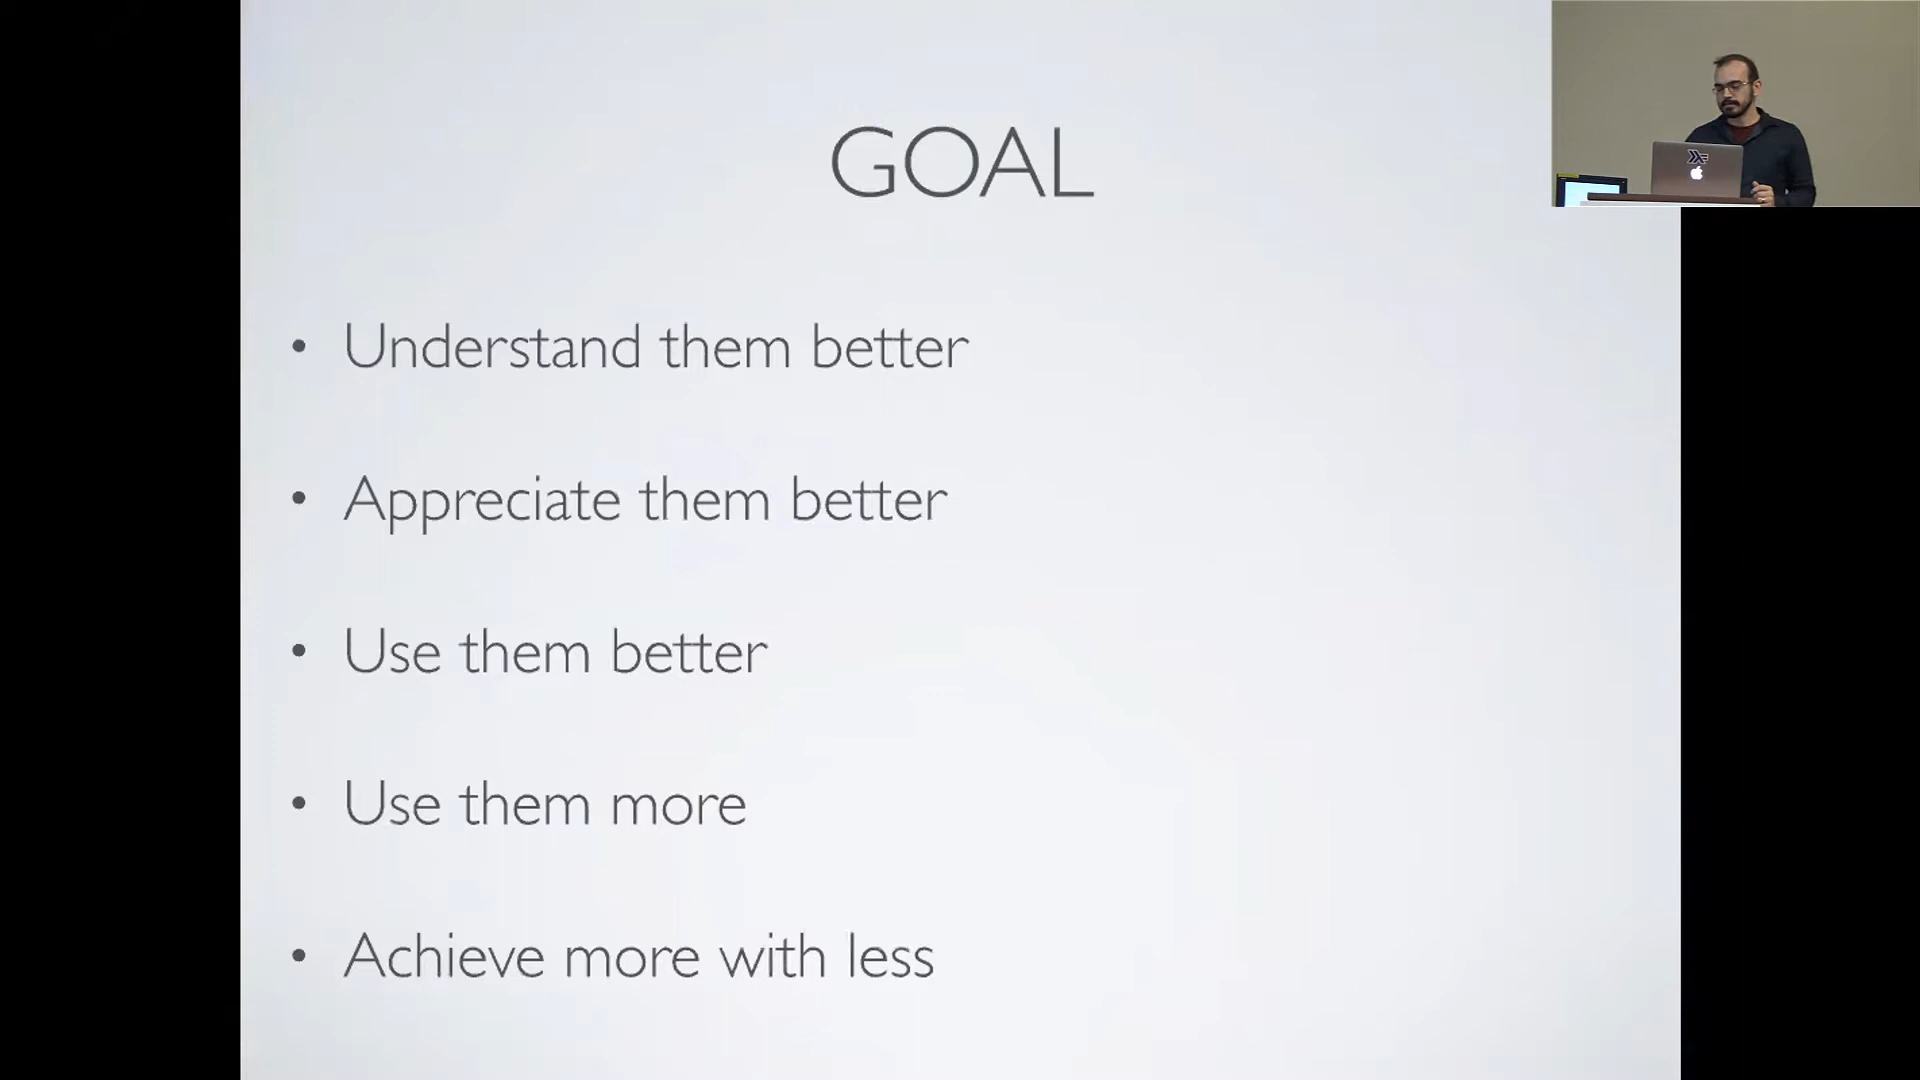 GOAL
• Understand them better
• Appreciate them better
• Use them better
• Use them more
• Achieve more with less